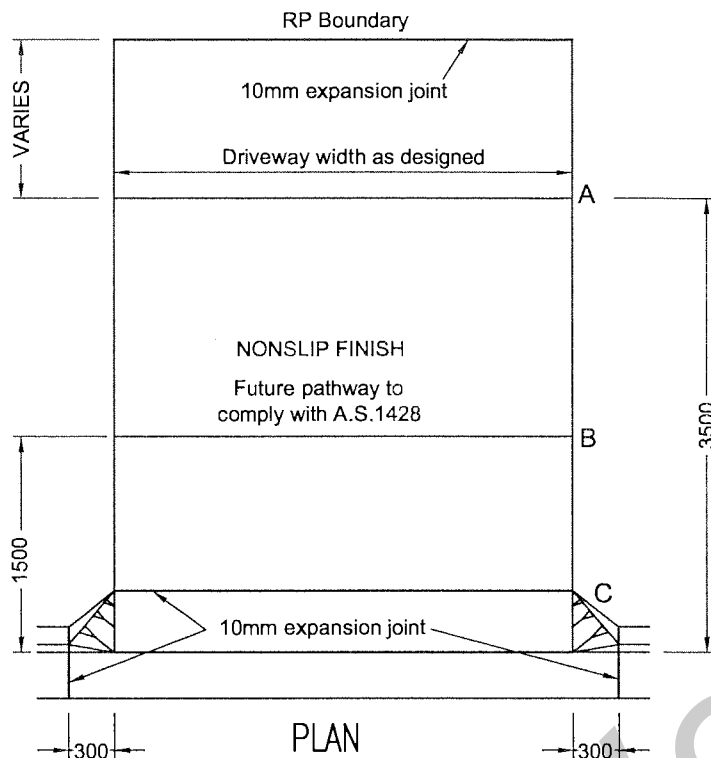 RP Boundary
10mm expansion joint
VARIES
Driveway width as designed
A
NONSLIP FINISH
Future pathway to
comply with A.S.1428
B
3500
1500
C
10mm expansion joint
300
PLAN
300